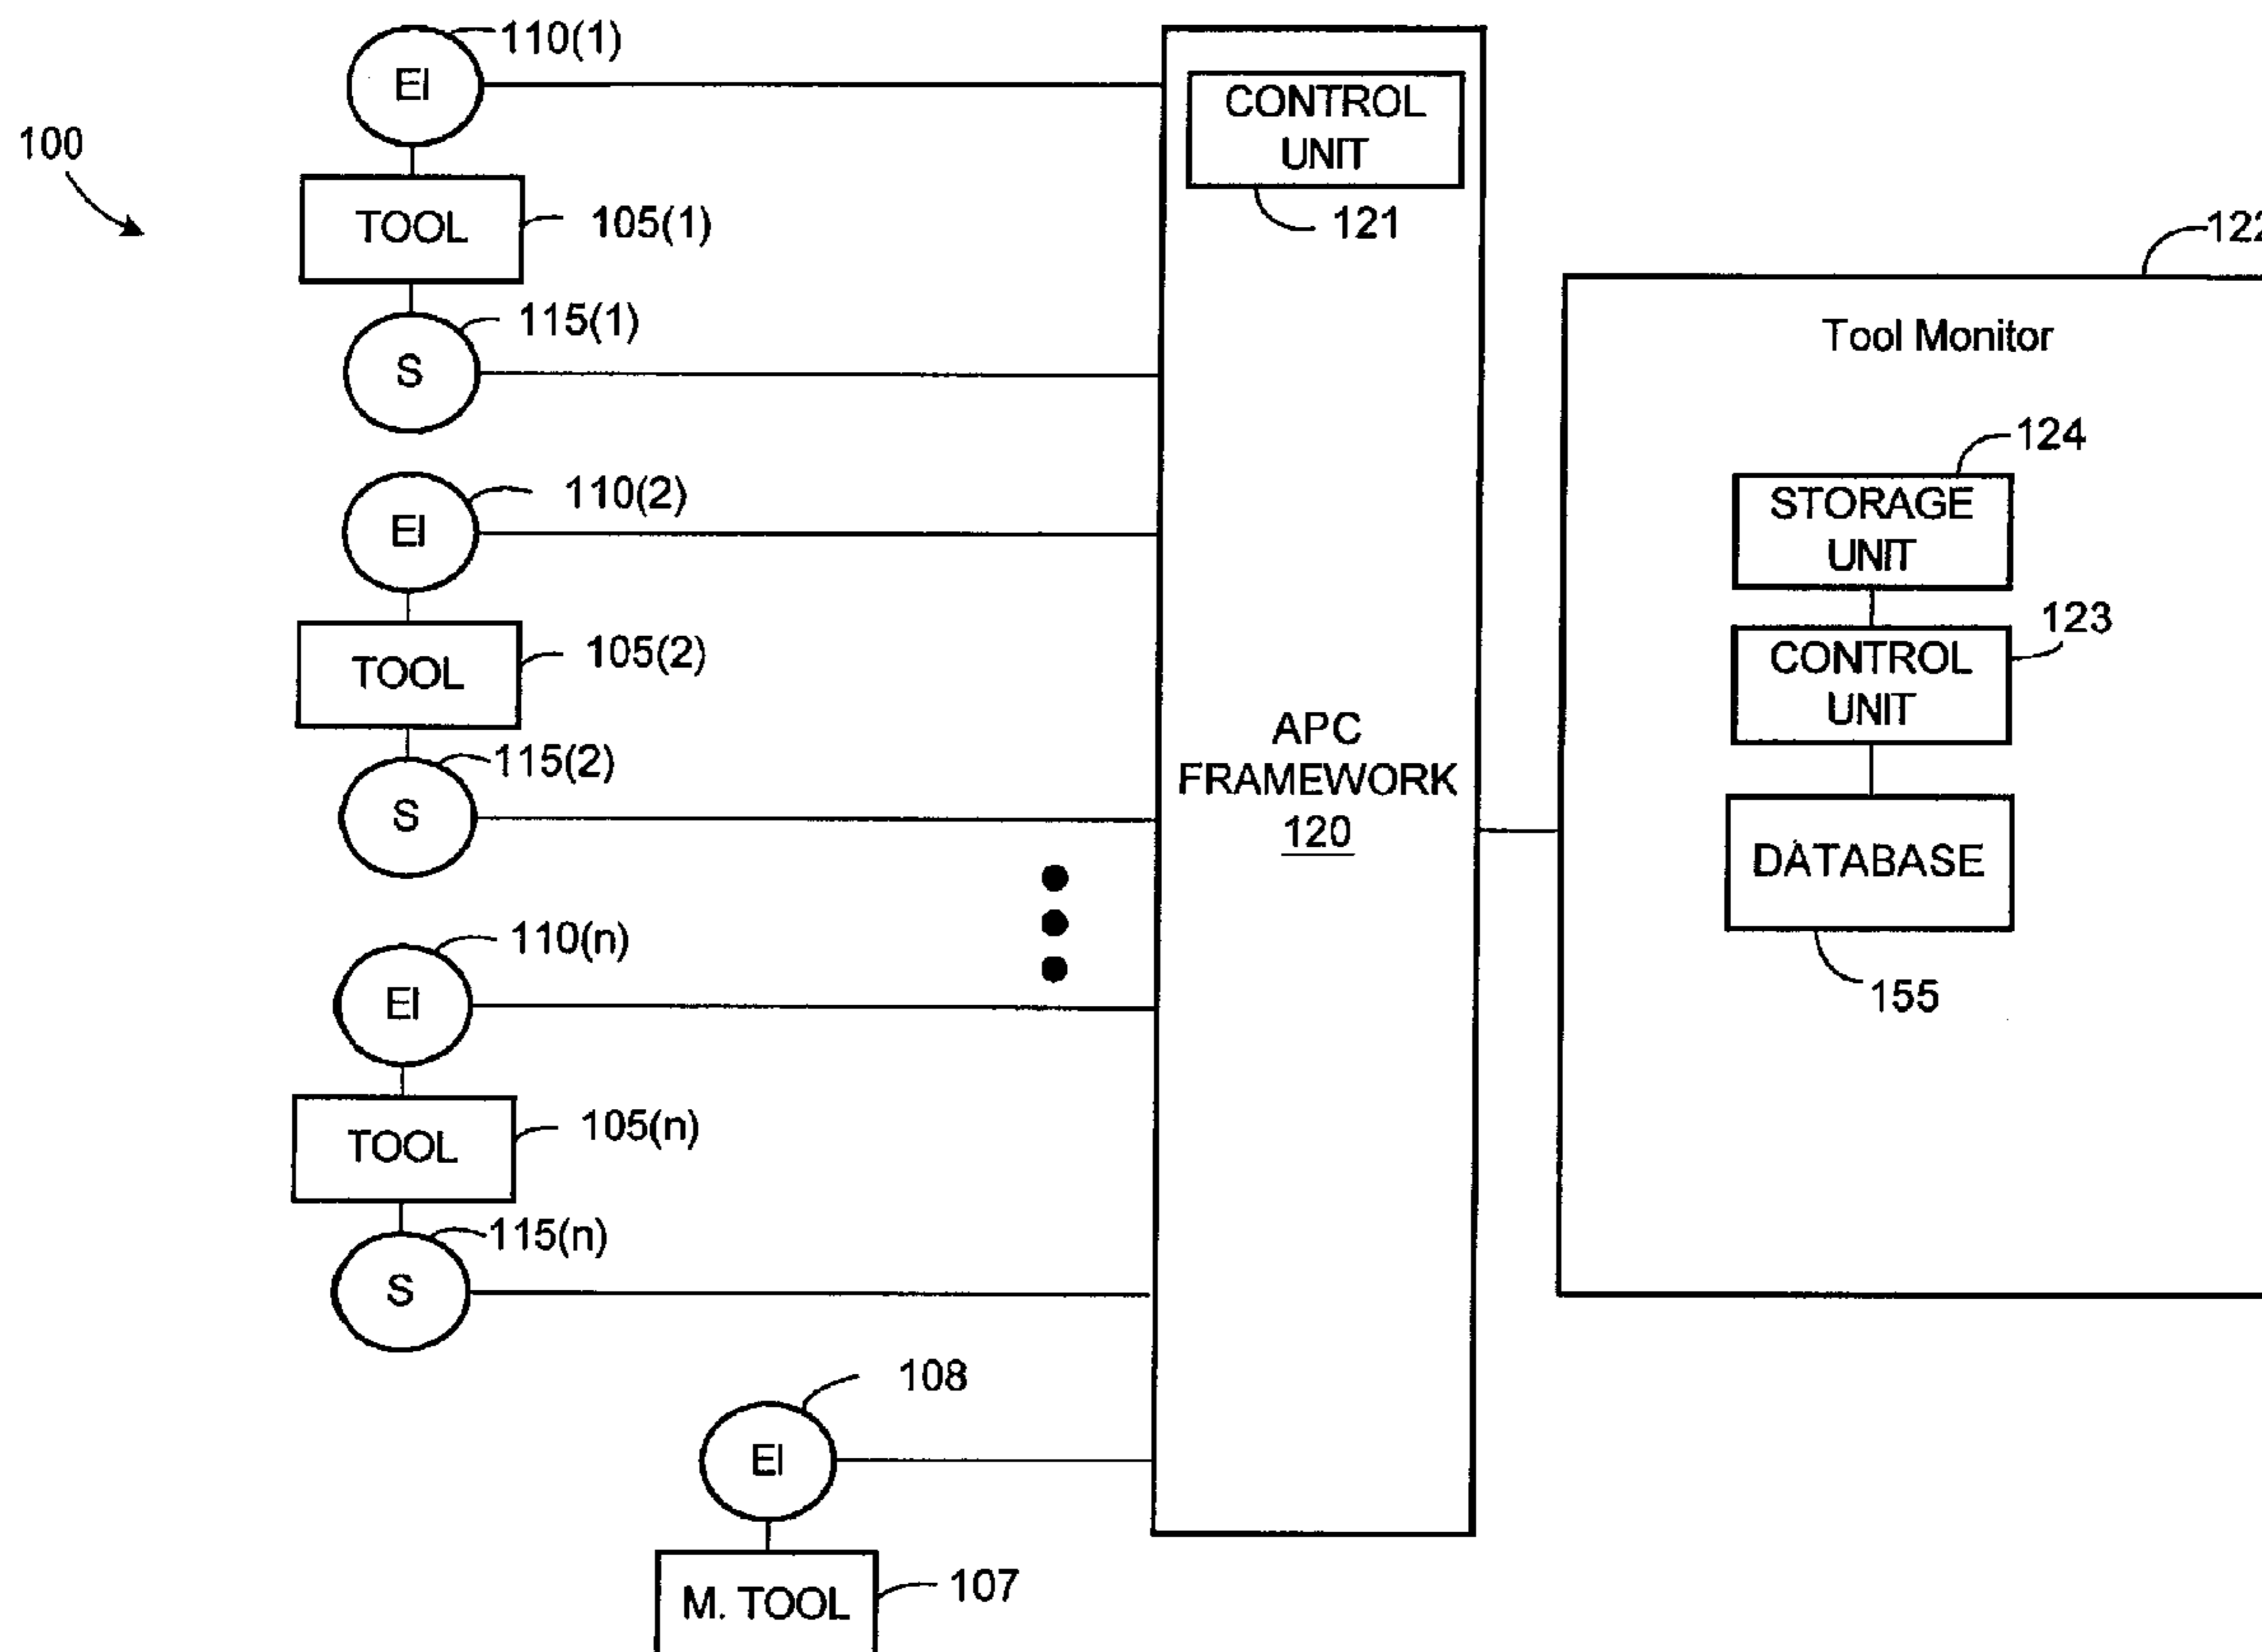 110(1)
EI
CONTROL
UNIT
100
TOOL
105(1)
121
122
115(1)
Tool Monitor
S
124
110(2)
STORAGE
UNIT
EI
123
105(2)
CONTROL
UNIT
TOOL
APC
FRAMEWORK
120
115(2)
S
DATABASE
110(n)
EI
155
105(n)
TOOL
115(n)
S
108
EI
107
M. TOOL